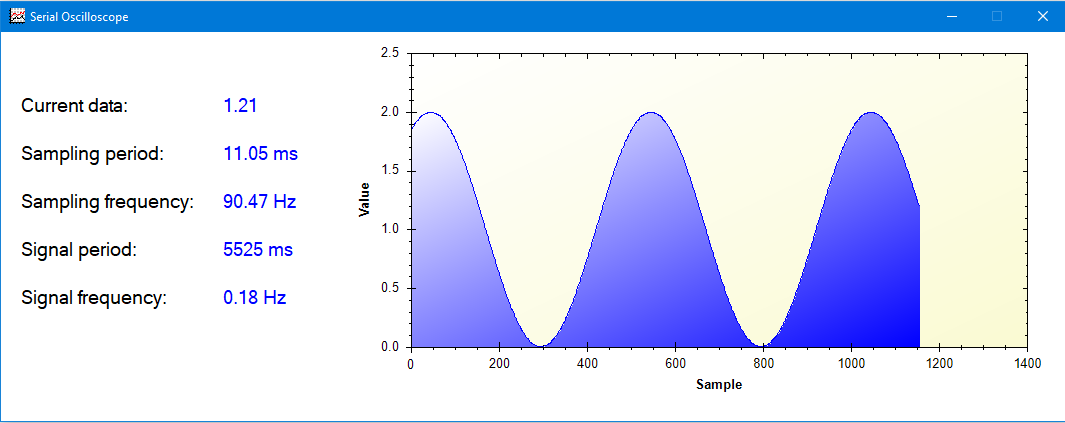 Serial Oscilloscope
Current data: 1.21
Sampling period: 11.05 ms
Sampling frequency: 90.47 Hz
Signal period: 5525 ms
Signal frequency: 0.18 Hz
Value
2.5
2.0
1.5
1.0
0.5
0.0
0 200 400 600 800 1000 1200 1400
Sample